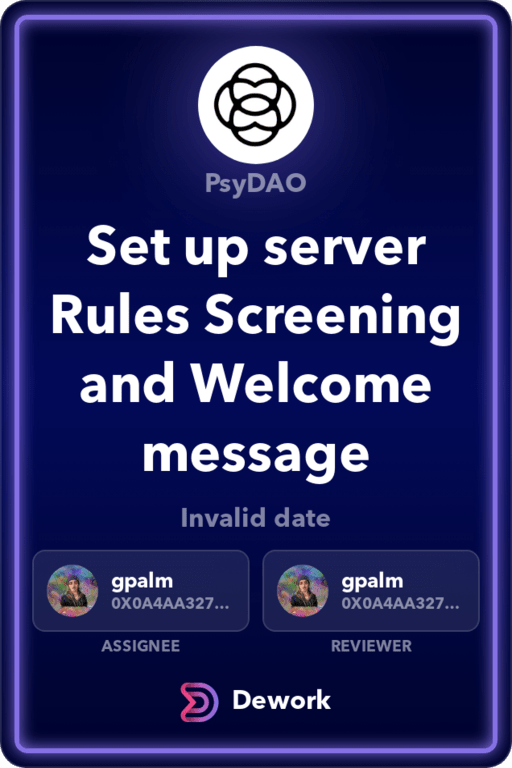 PsyDAO
Set up server
Rules Screening
and Welcome
message
Invalid date
gpalm
0X0A4AA327...
gpalm
0X0A4AA327...
ASSIGNEE
REVIEWER
Dework